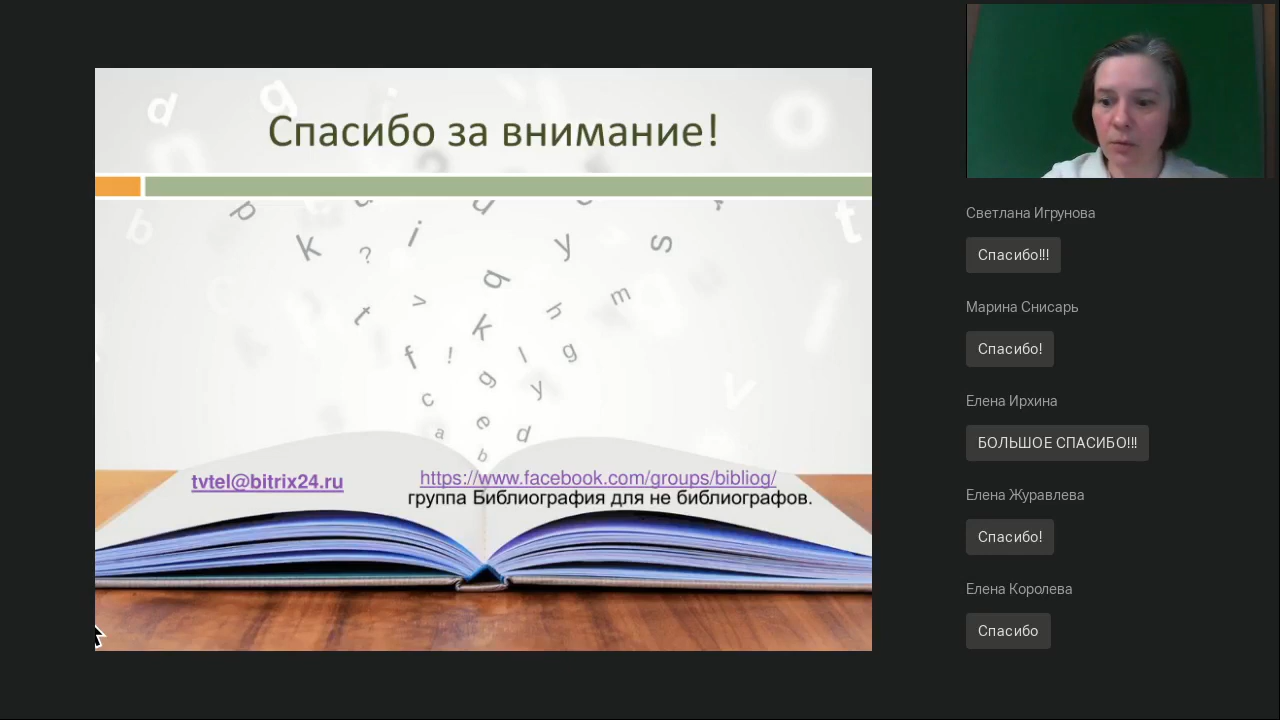 Спасибо за внимание!
tvtel@bitrix24.ru
https://www.facebook.com/groups/bibliog/
группа Библиография для не библиографов.
Светлана Игрунова
Спасибо!!!
Марина Снисарь
Спасибо!
Елена Ирхина
БОЛЬШОЕ СПАСИБО!!!
Елена Журавлева
Спасибо!
Елена Королева
Спасибо